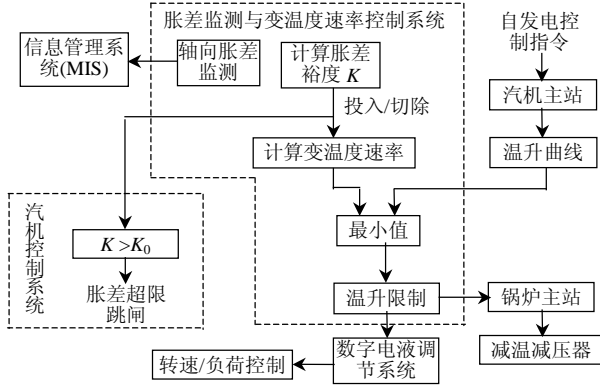 胀差监测与变温度速率控制系统
自发电控
制指令
信息管理系
统(MIS)
轴向胀差
监测
计算胀差
裕度 K
汽机主站
投入/切除
计算变温度速率
温升曲线
汽机控制系统
K >K0
最小值
胀差超限
跳闸
温升限制
锅炉主站
数字电液调
节系统
转速/负荷控制
减温减压器